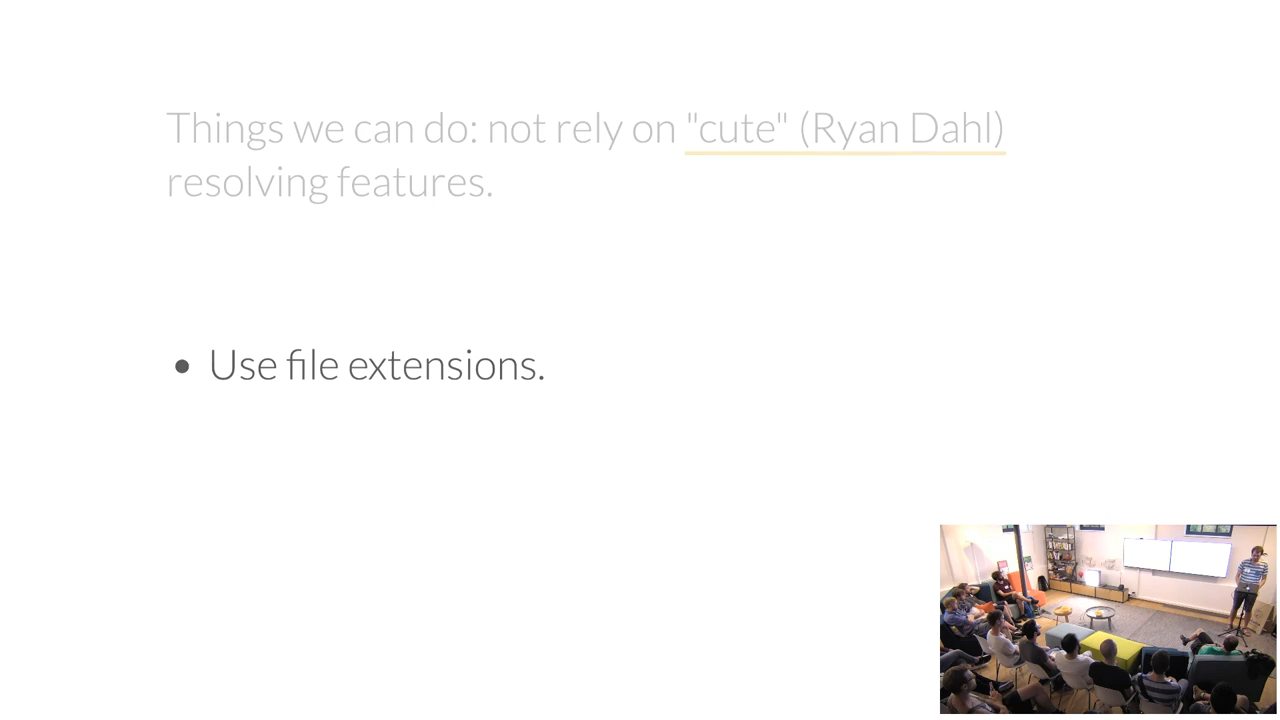 Things we can do: not rely on "cute" (Ryan Dahl)
resolving features.
• Use file extensions.